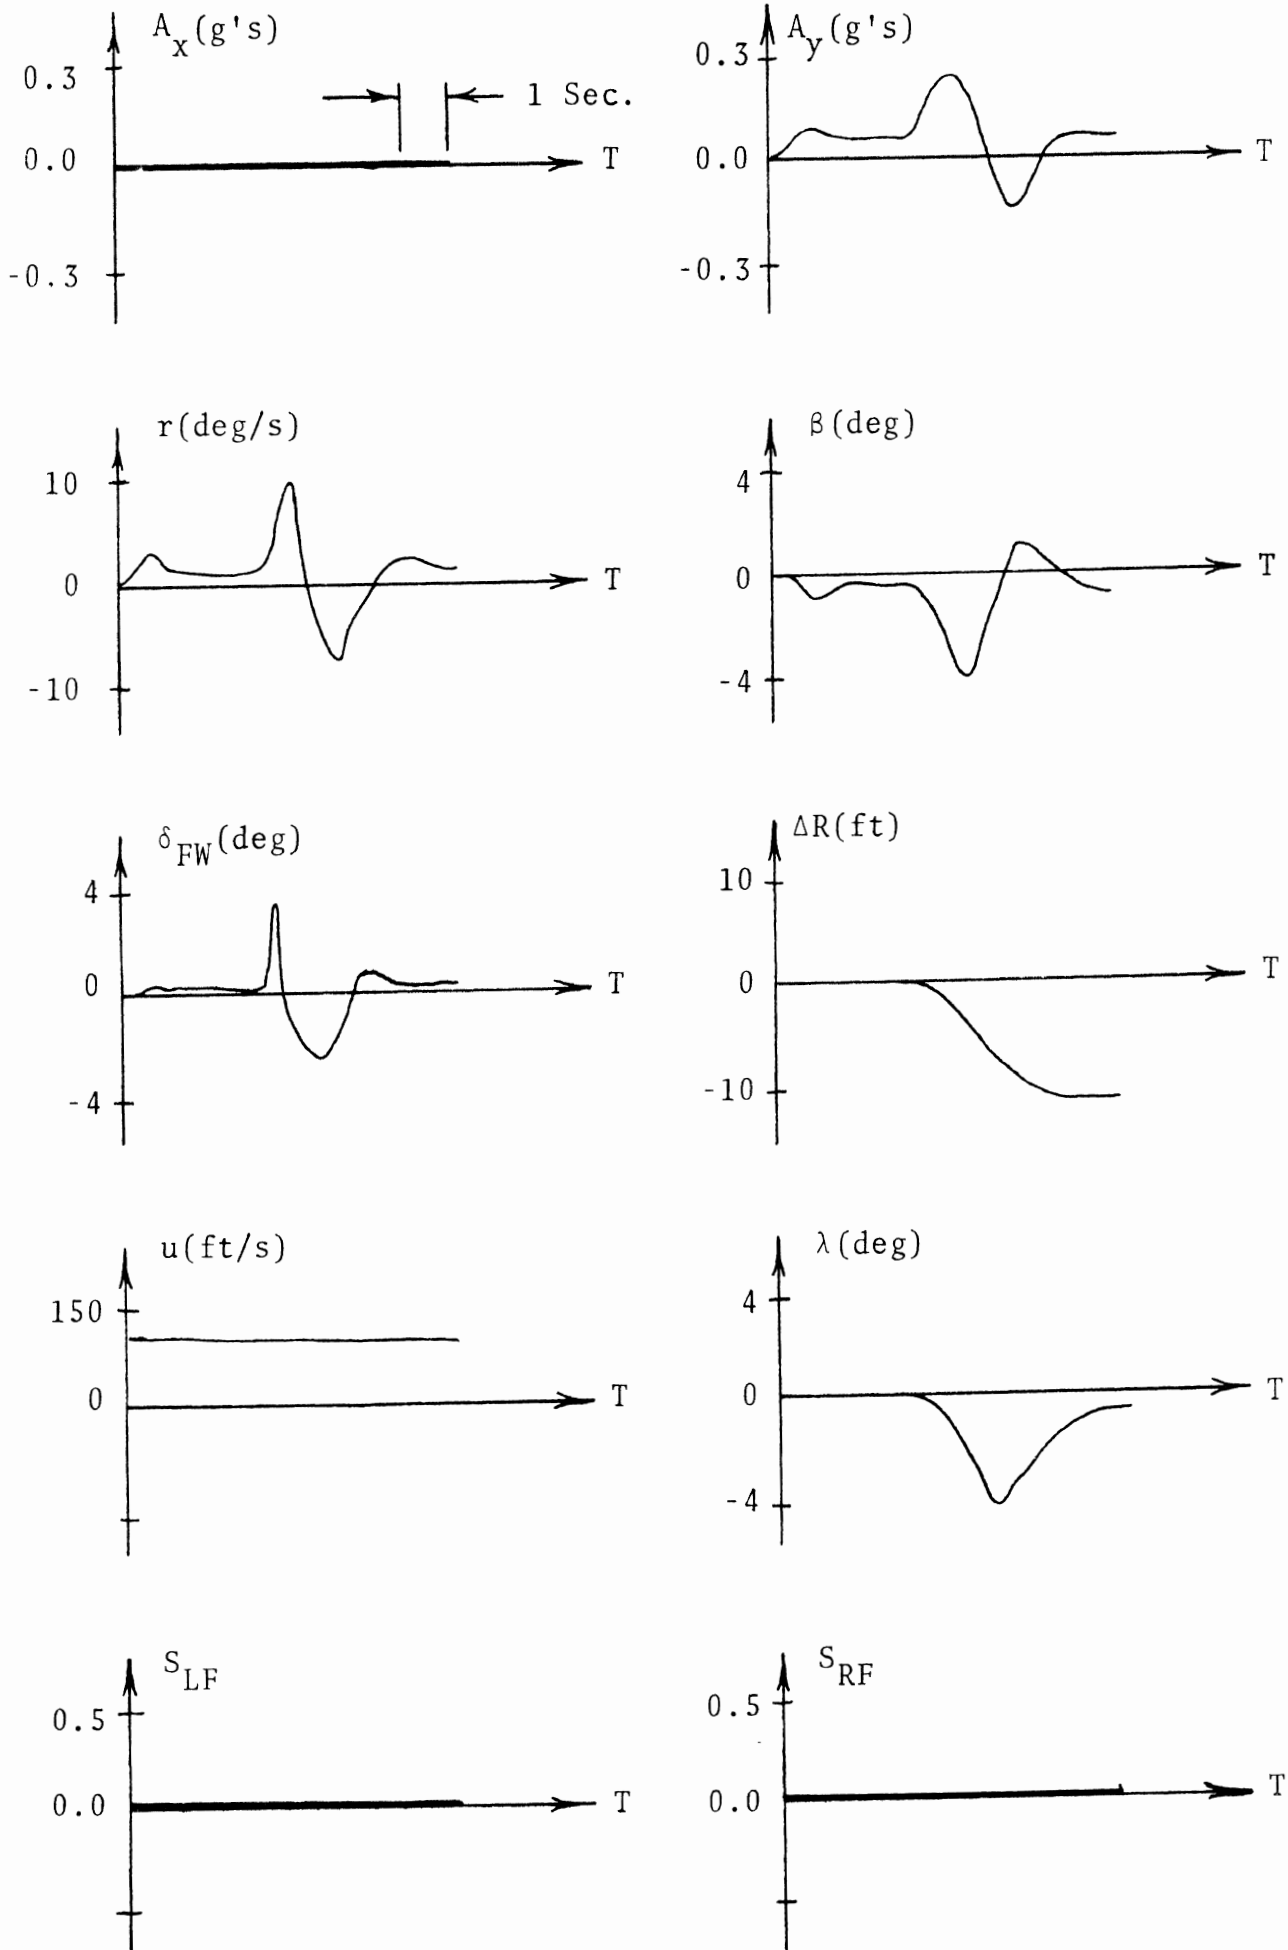 A_x(g's)
0.3
1 Sec.
0.0
T
-0.3
A_y(g's)
0.3
0.0
T
-0.3
r(deg/s)
10
0
T
-10
β(deg)
4
0
T
-4
δ_FW(deg)
4
0
T
-4
ΔR(ft)
10
0
T
-10
u(ft/s)
150
0
T
λ(deg)
4
0
T
-4
S_LF
0.5
0.0
T
S_RF
0.5
0.0
T